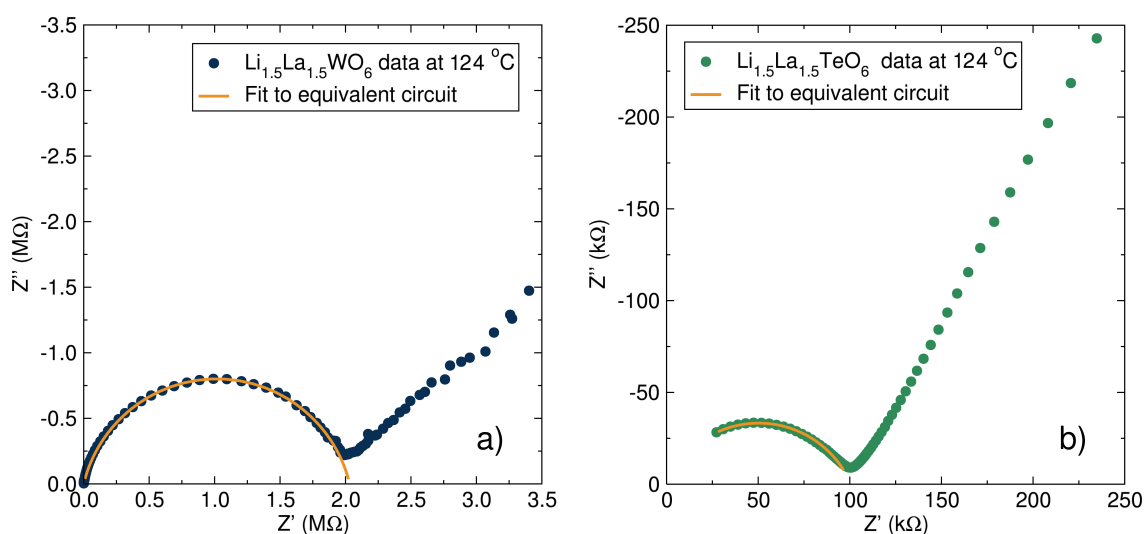 -3.5
-3.0
-2.5
-2.0
-1.5
-1.0
-0.5
0.0
Z'' (MΩ)
Li1.5La1.5WO6 data at 124 °C
Fit to equivalent circuit
a)
0.0 0.5 1.0 1.5 2.0 2.5 3.0 3.5
Z' (MΩ)
-250
-200
-150
-100
-50
0
Z'' (kΩ)
Li1.5La1.5TeO6 data at 124 °C
Fit to equivalent circuit
b)
0 50 100 150 200 250
Z' (kΩ)